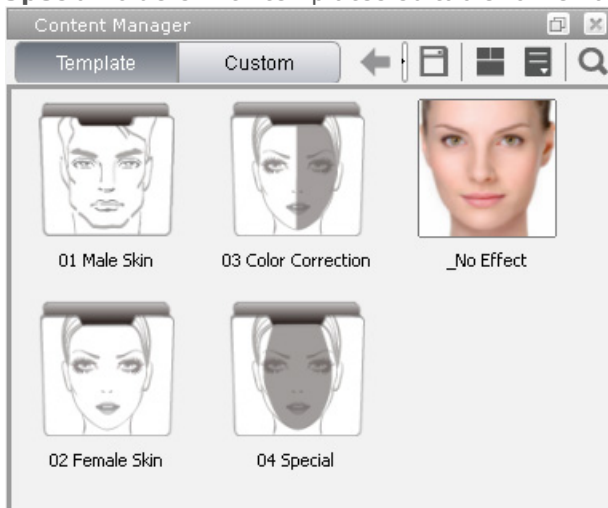 Content Manager
Template Custom
01 Male Skin 03 Color Correction _No Effect
02 Female Skin 04 Special